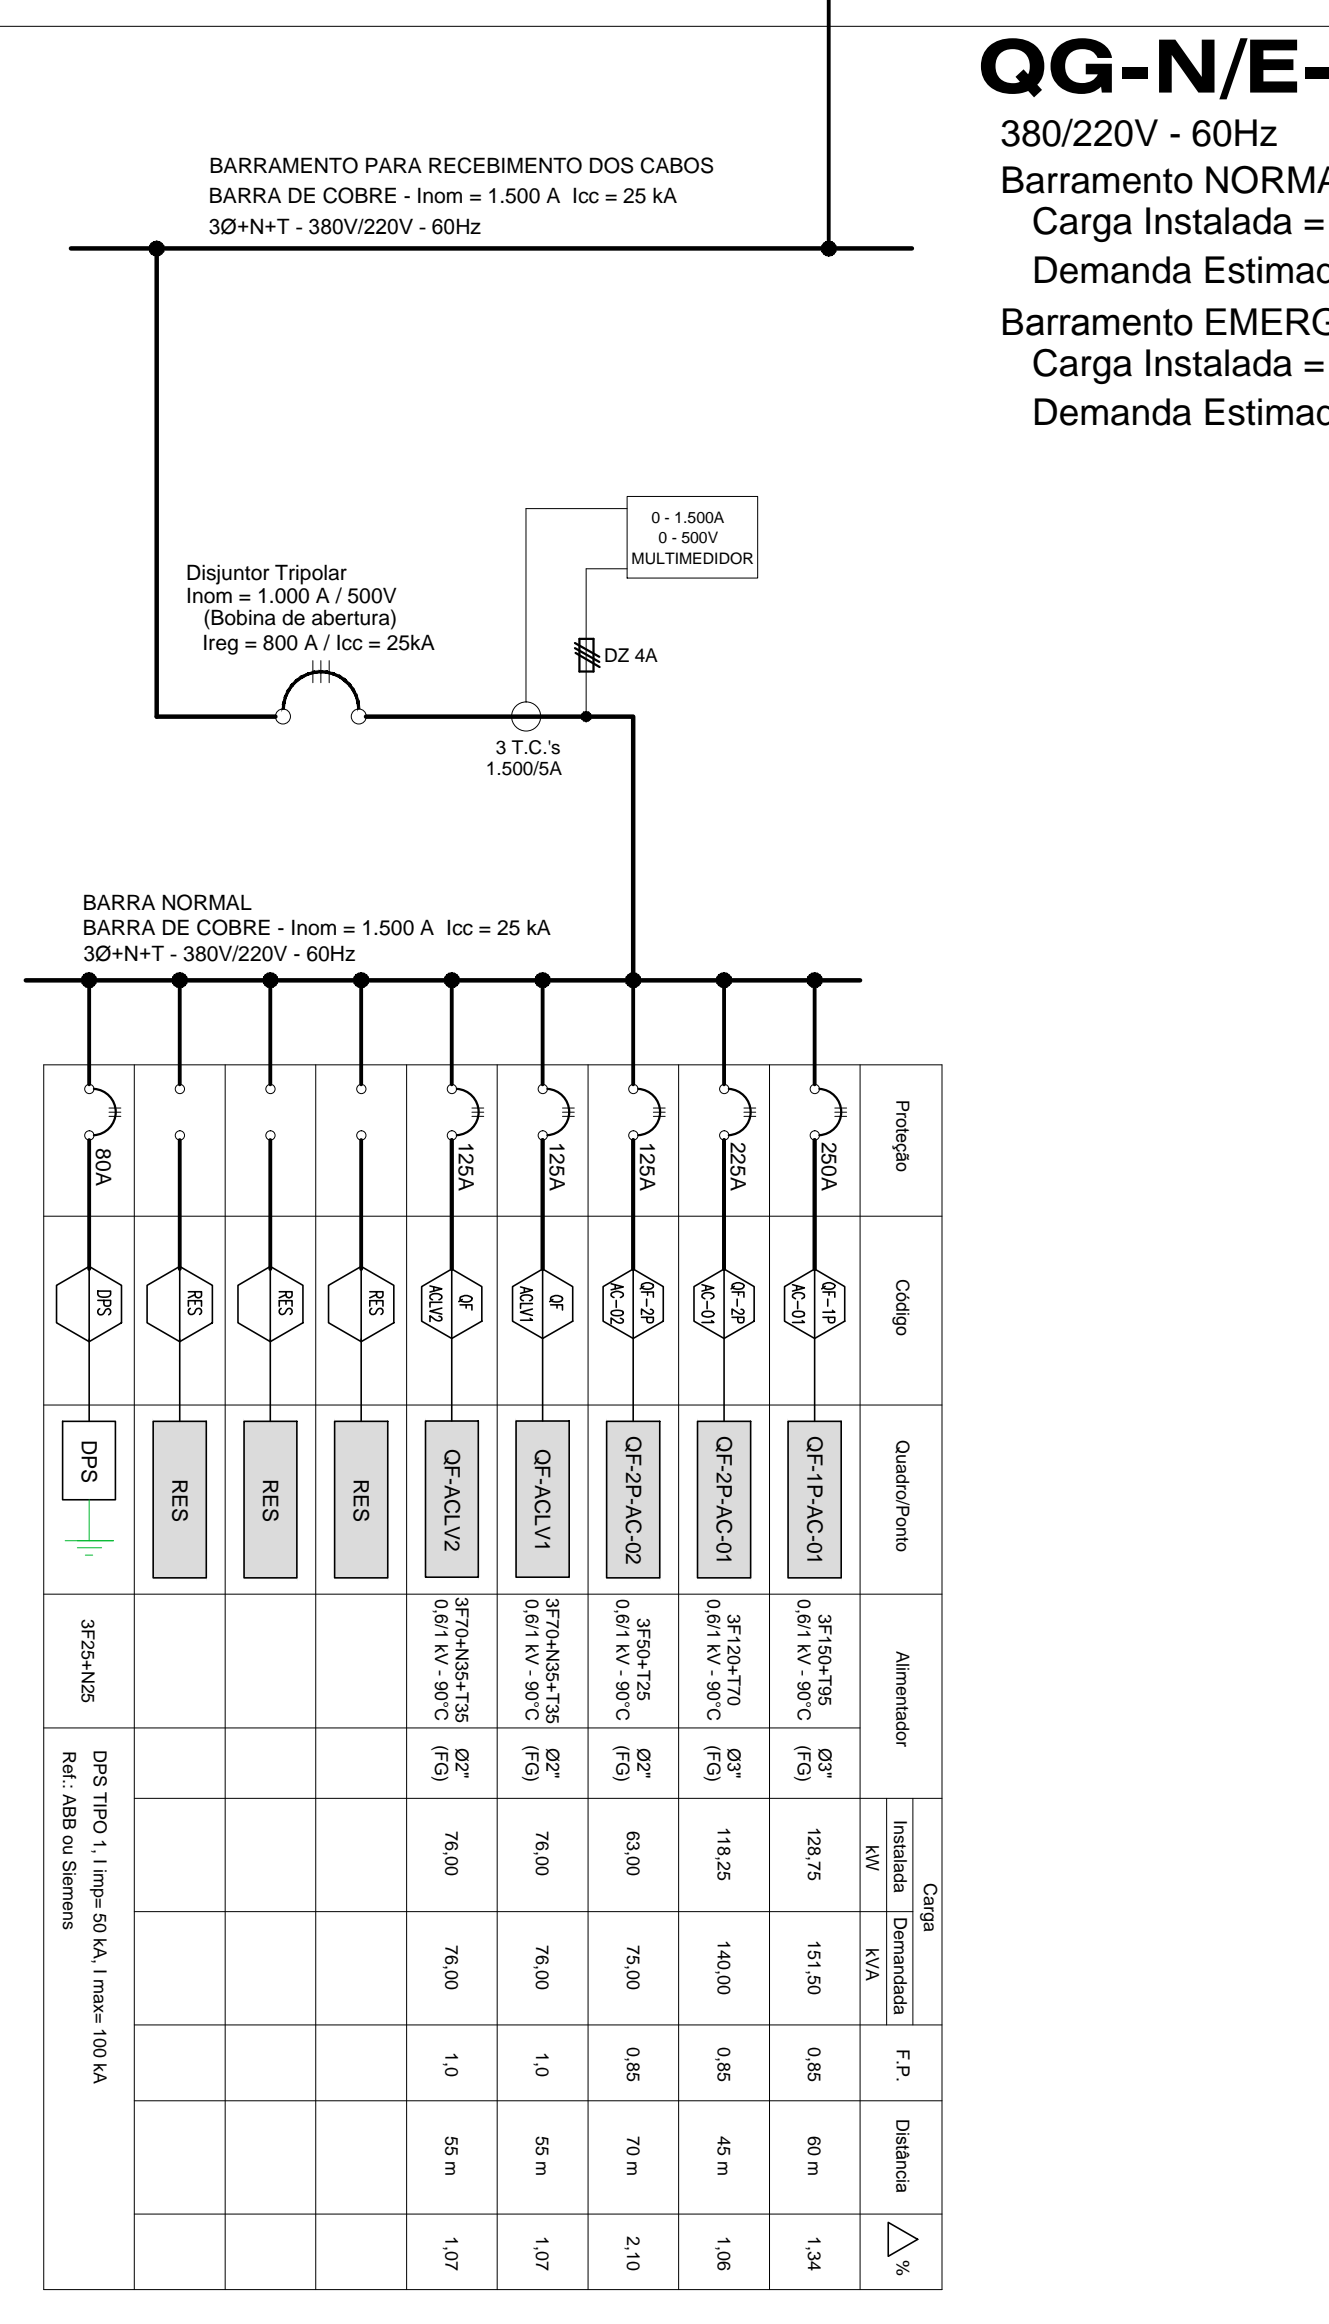 QG-N/E-
380/220V - 60Hz
Barramento NORMA
Carga Instalada =
Demanda Estimad
Barramento EMERG
Carga Instalada =
Demanda Estimad
BARRAMENTO PARA RECEBIMENTO DOS CABOS
BARRA DE COBRE - Inom = 1.500 A Icc = 25 kA
3Ø+N+T - 380V/220V - 60Hz
0 - 1.500A
0 - 500V
MULTIMEDIDOR
Disjuntor Tripolar
Inom = 1.000 A / 500V
(Bobina de abertura)
Ireg = 800 A / Icc = 25kA
DZ 4A
3 T.C.'s
1.500/5A
BARRA NORMAL
BARRA DE COBRE - Inom = 1.500 A Icc = 25 kA
3Ø+N+T - 380V/220V - 60Hz
Proteção
Código
Quadro/Ponto
Alimentador
Carga
Instalada
kW
Demandada
kVA
F.P.
Distância
%
250A
QF-1P
AC-01
QF-1P-AC-01
3F150+T95
0,6/1 kV - 90°C
Ø3"
(FG)
128,75
151,50
0,85
60 m
1,34
225A
QF-2P
AC-01
QF-2P-AC-01
3F120+T70
0,6/1 kV - 90°C
Ø3"
(FG)
118,25
140,00
0,85
45 m
1,06
125A
QF-2P
AC-02
QF-2P-AC-02
3F50+T25
0,6/1 kV - 90°C
Ø2"
(FG)
63,00
75,00
0,85
70 m
2,10
125A
QF
ACLV1
QF-ACLV1
3F70+N35+T35
0,6/1 kV - 90°C
Ø2"
(FG)
76,00
76,00
1,0
55 m
1,07
125A
QF
ACLV2
QF-ACLV2
3F70+N35+T35
0,6/1 kV - 90°C
Ø2"
(FG)
76,00
76,00
1,0
55 m
1,07
RES
RES
RES
RES
RES
RES
80A
DPS
DPS
3F25+N25
DPS TIPO 1, I imp= 50 kA, I max= 100 kA
Ref.: ABB ou Siemens